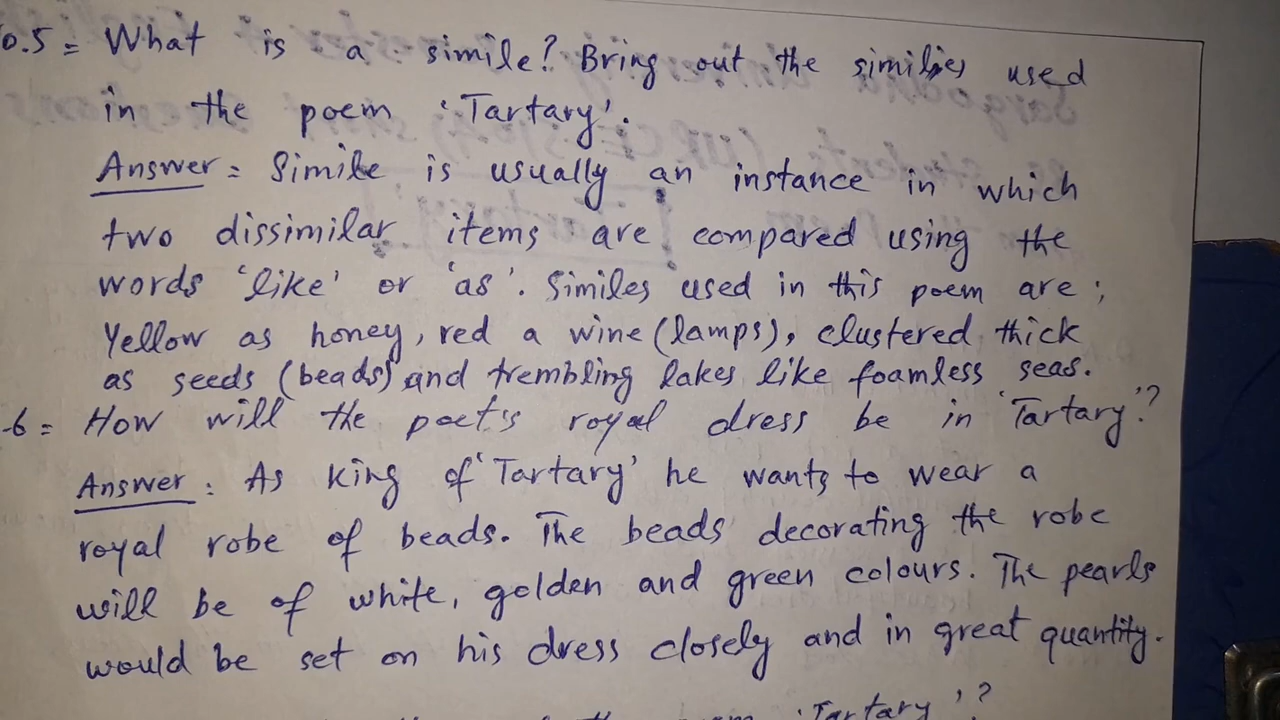 0.5 = What is a simile? Bring out the similies used
in the poem 'Tartary'.
Answer = Simile is usually an instance in which
two dissimilar items are compared using the
words 'like' or 'as'. Similes used in this poem are ;
Yellow as honey, red a wine (lamps), clustered thick
as seeds (beads) and trembling lakes like foamless seas.
.6 = How will the poet's royal dress be in 'Tartary'?
Answer : As King of 'Tartary' he wants to wear a
royal robe of beads. The beads decorating the robe
will be of white, golden and green colours. The pearls
would be set on his dress closely and in great quantity.
the poem 'Tartary'?